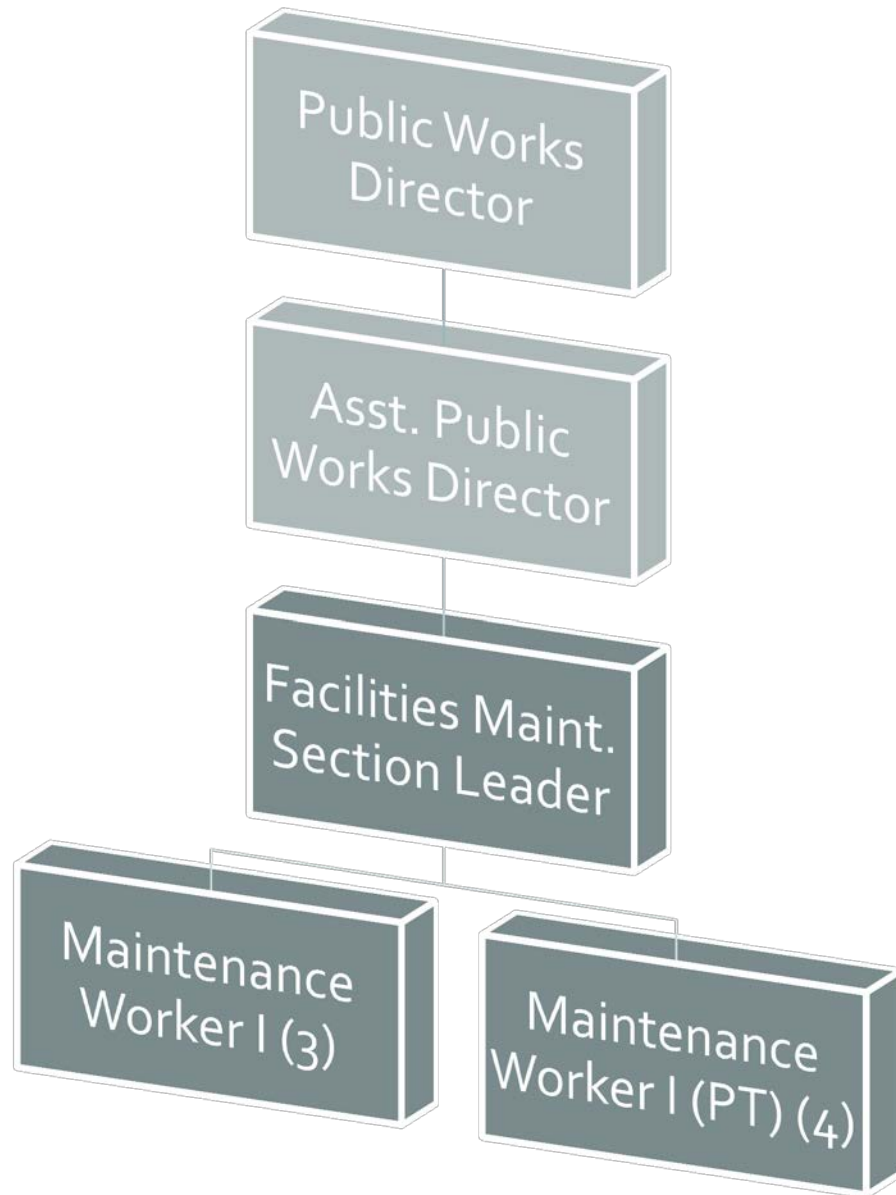 Public Works
Director
Asst. Public
Works Director
Facilities Maint.
Section Leader
Maintenance
Worker I (3)
Maintenance
Worker I (PT) (4)